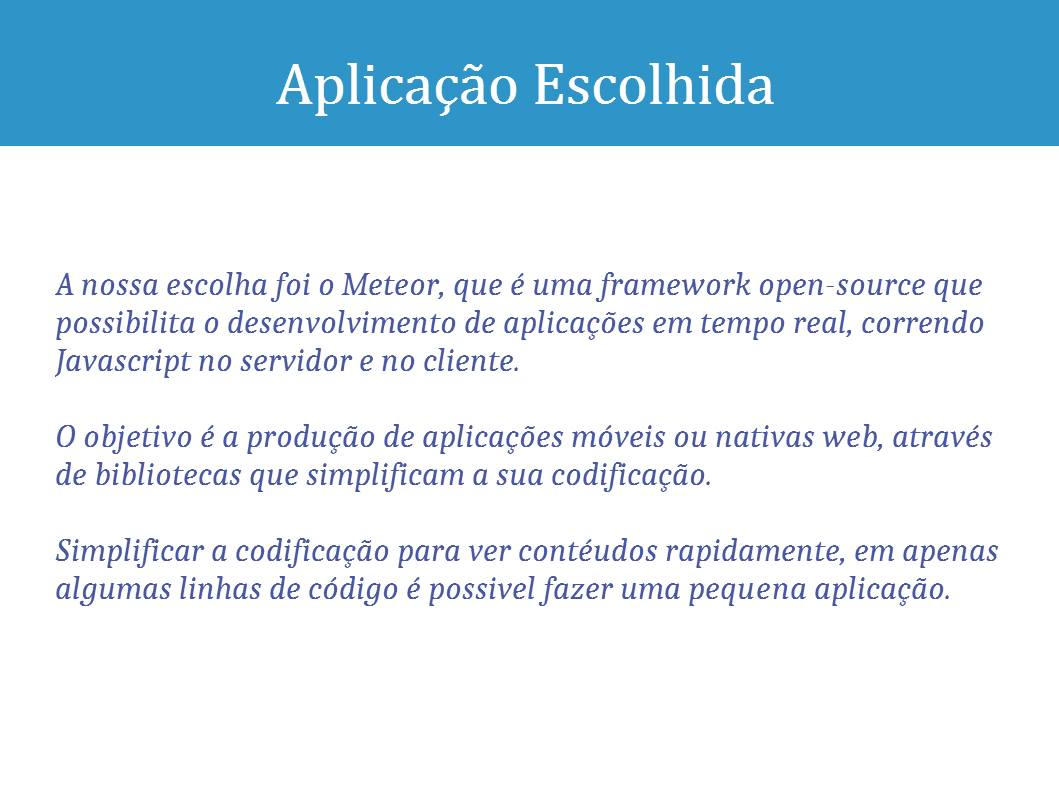 Aplicação Escolhida
A nossa escolha foi o Meteor, que é uma framework open-source que
possibilita o desenvolvimento de aplicações em tempo real, correndo
Javascript no servidor e no cliente.
O objetivo é a produção de aplicações móveis ou nativas web, através
de bibliotecas que simplificam a sua codificação.
Simplificar a codificação para ver contéudos rapidamente, em apenas
algumas linhas de código é possivel fazer uma pequena aplicação.